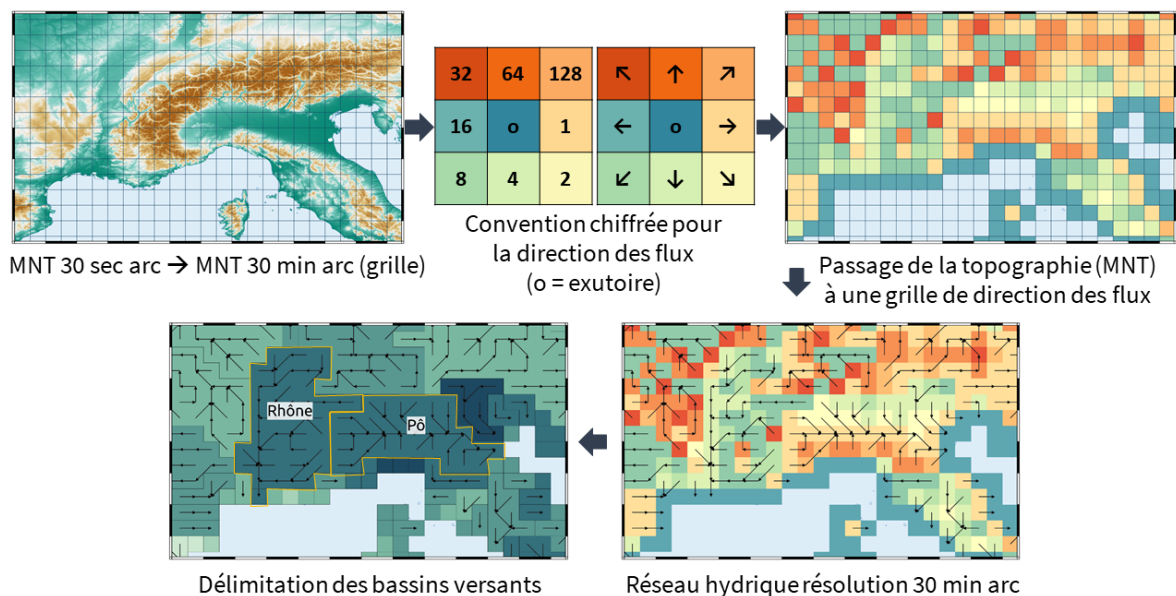 32 64 128
16 o 1
8 4 2
o
MNT 30 sec arc → MNT 30 min arc (grille)
Convention chiffrée pour
la direction des flux
(o = exutoire)
Passage de la topographie (MNT)
à une grille de direction des flux
Rhône
Pô
Délimitation des bassins versants
Réseau hydrique résolution 30 min arc